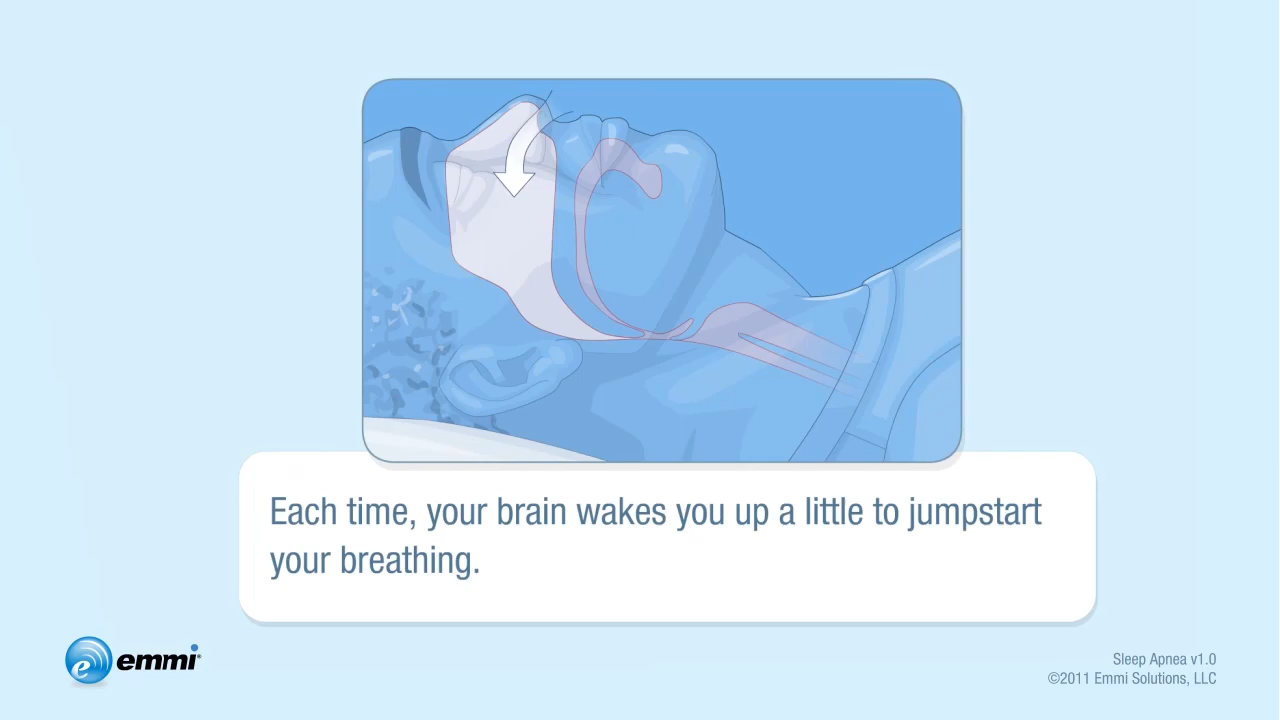 Each time, your brain wakes you up a little to jumpstart
your breathing.
e emmi®
Sleep Apnea v1.0
©2011 Emmi Solutions, LLC